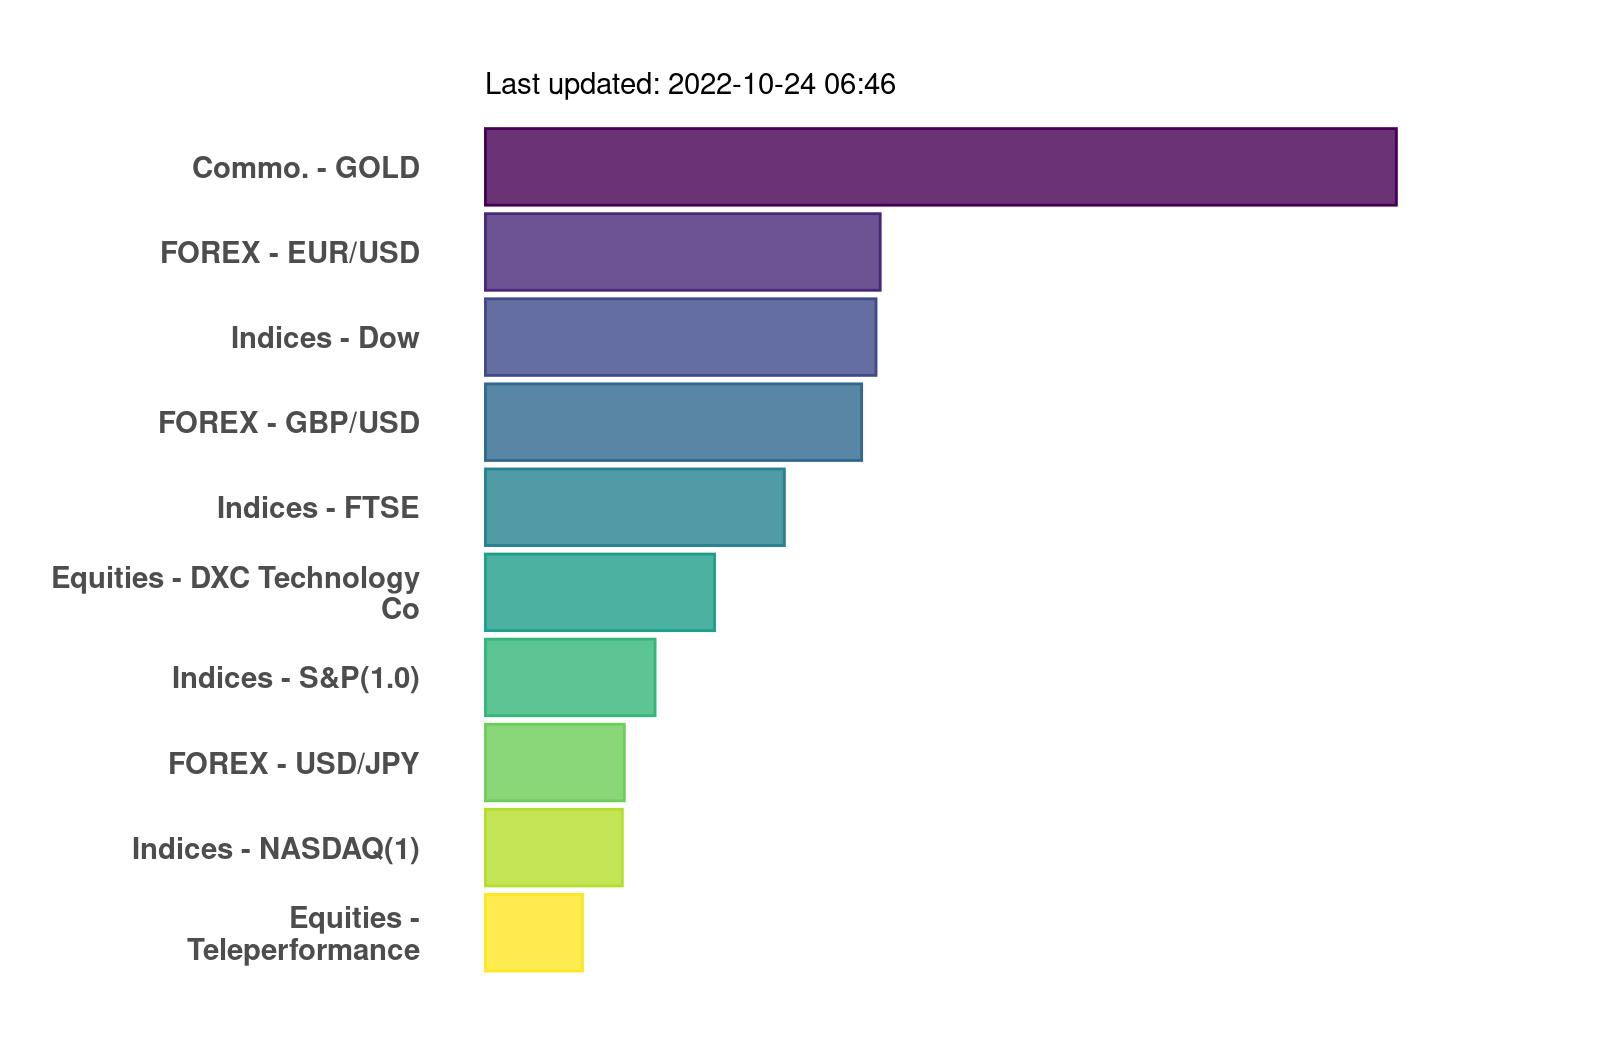 Last updated: 2022-10-24 06:46
Commo. - GOLD
FOREX - EUR/USD
Indices - Dow
FOREX - GBP/USD
Indices - FTSE
Equities - DXC Technology
Co
Indices - S&P(1.0)
FOREX - USD/JPY
Indices - NASDAQ(1)
Equities -
Teleperformance